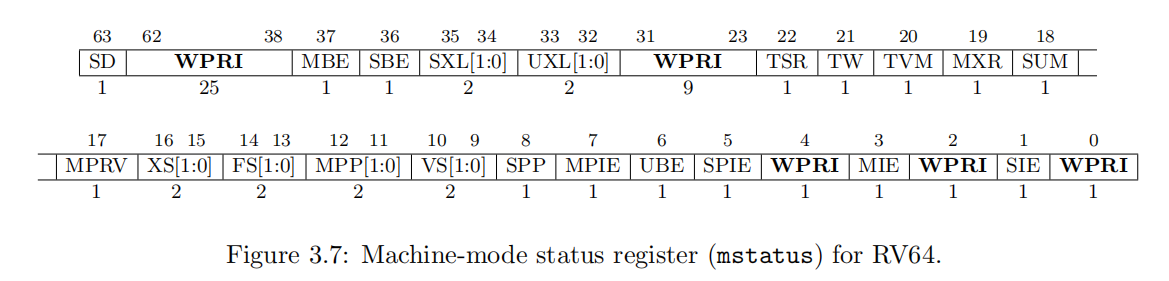 63 62 38 37 36 35 34 33 32 31 23 22 21 20 19 18
SD WPRI MBE SBE SXL[1:0] UXL[1:0] WPRI TSR TW TVM MXR SUM
1 25 1 1 2 2 9 1 1 1 1 1
17 16 15 14 13 12 11 10 9 8 7 6 5 4 3 2 1 0
MPRV XS[1:0] FS[1:0] MPP[1:0] VS[1:0] SPP MPIE UBE SPIE WPRI MIE WPRI SIE WPRI
1 2 2 2 2 1 1 1 1 1 1 1 1 1
Figure 3.7: Machine-mode status register (mstatus) for RV64.